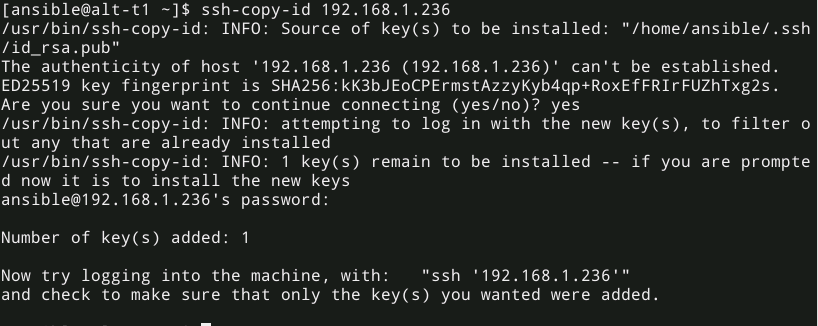 [ansible@alt-t1 ~]$ ssh-copy-id 192.168.1.236
/usr/bin/ssh-copy-id: INFO: Source of key(s) to be installed: "/home/ansible/.ssh
/id_rsa.pub"
The authenticity of host '192.168.1.236 (192.168.1.236)' can't be established.
ED25519 key fingerprint is SHA256:kK3bJEoCPErmstAzzyKyb4qp+RoxEfFRIrFUZhTxg2s.
Are you sure you want to continue connecting (yes/no)? yes
/usr/bin/ssh-copy-id: INFO: attempting to log in with the new key(s), to filter o
ut any that are already installed
/usr/bin/ssh-copy-id: INFO: 1 key(s) remain to be installed -- if you are prompte
d now it is to install the new keys
ansible@192.168.1.236's password:
Number of key(s) added: 1
Now try logging into the machine, with:   "ssh '192.168.1.236'"
and check to make sure that only the key(s) you wanted were added.